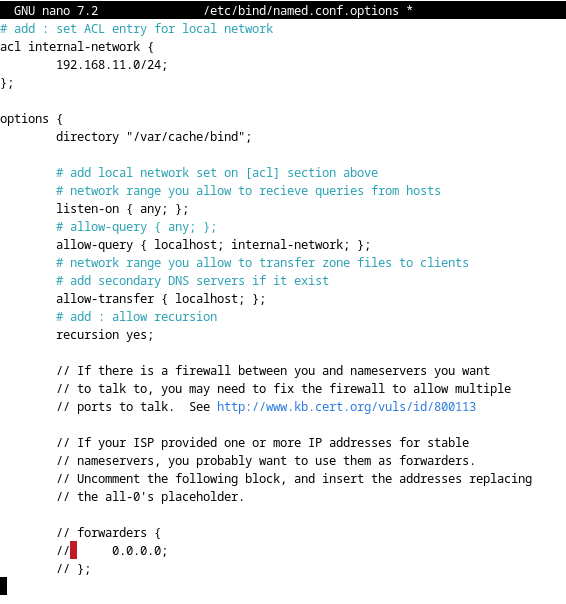 GNU nano 7.2 /etc/bind/named.conf.options *
# add : set ACL entry for local network
acl internal-network {
192.168.11.0/24;
};
options {
directory "/var/cache/bind";
# add local network set on [acl] section above
# network range you allow to recieve queries from hosts
listen-on { any; };
# allow-query { any; };
allow-query { localhost; internal-network; };
# network range you allow to transfer zone files to clients
# add secondary DNS servers if it exist
allow-transfer { localhost; };
# add : allow recursion
recursion yes;
// If there is a firewall between you and nameservers you want
// to talk to, you may need to fix the firewall to allow multiple
// ports to talk.  See http://www.kb.cert.org/vuls/id/800113
// If your ISP provided one or more IP addresses for stable
// nameservers, you probably want to use them as forwarders.
// Uncomment the following block, and insert the addresses replacing
// the all-0's placeholder.
// forwarders {
//      0.0.0.0;
// };